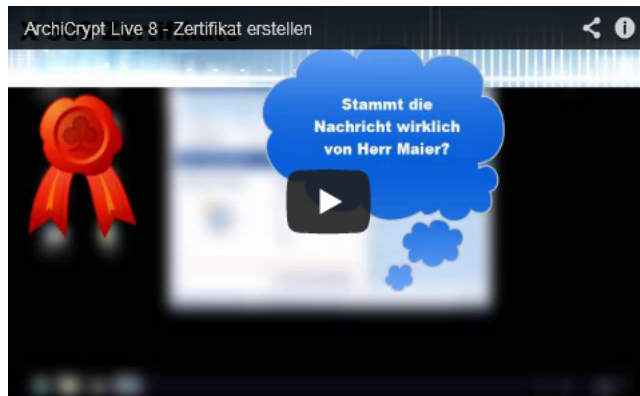 ArchiCrypt Live 8 - Zertifikat erstellen
Stammt die
Nachricht wirklich
von Herr Maier?